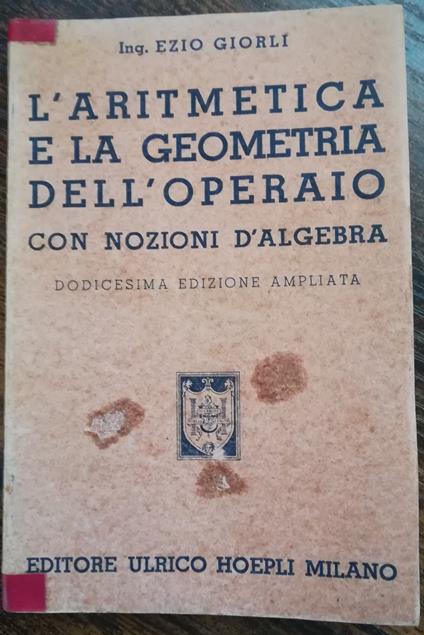 Ing. EZIO GIORLI
L'ARITMETICA
E LA GEOMETRIA
DELL'OPERAIO
CON NOZIONI D'ALGEBRA
DODICESIMA EDIZIONE AMPLIATA
EDITORE ULRICO HOEPLI MILANO